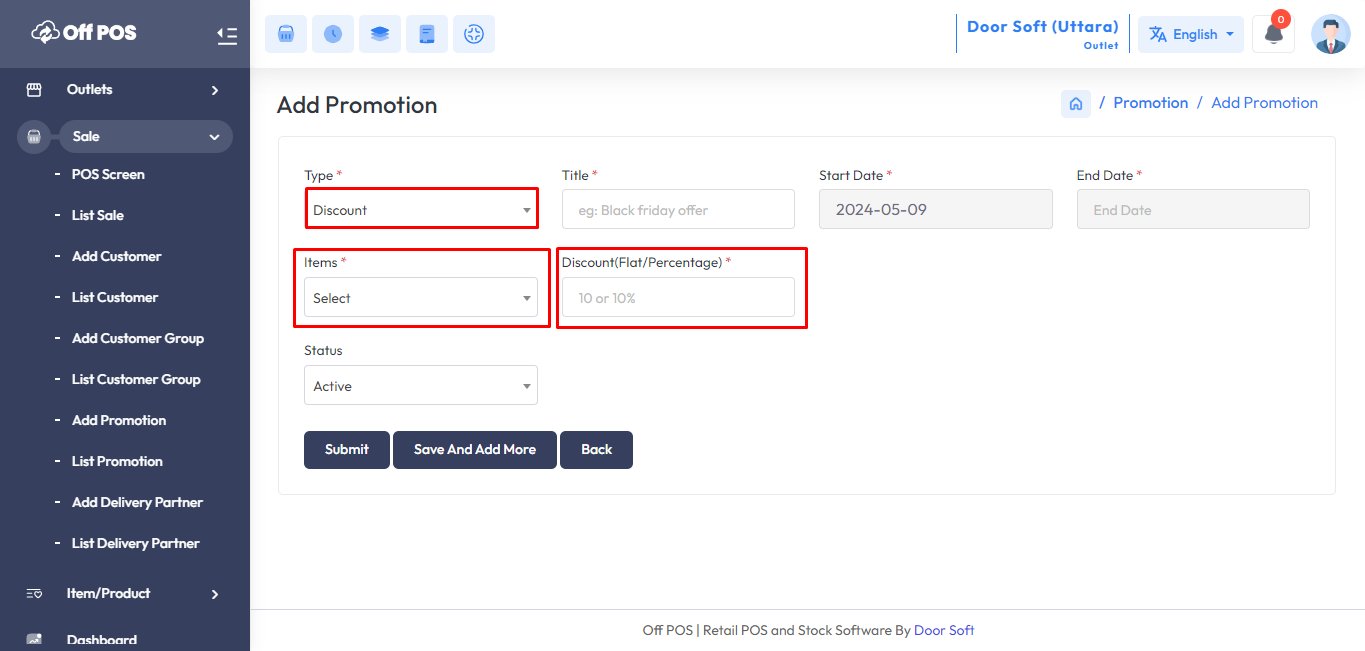 Off POS
Outlets
Sale
- POS Screen
- List Sale
- Add Customer
- List Customer
- Add Customer Group
- List Customer Group
- Add Promotion
- List Promotion
- Add Delivery Partner
- List Delivery Partner
Item/Product
Dashboard
Door Soft (Uttara)
Outlet
English
0
Add Promotion
/ Promotion / Add Promotion
Type * Title * Start Date * End Date *
Discount eg: Black friday offer 2024-05-09 End Date
Items * Discount(Flat/Percentage) *
Select 10 or 10%
Status
Active
Submit Save And Add More Back
Off POS | Retail POS and Stock Software By Door Soft